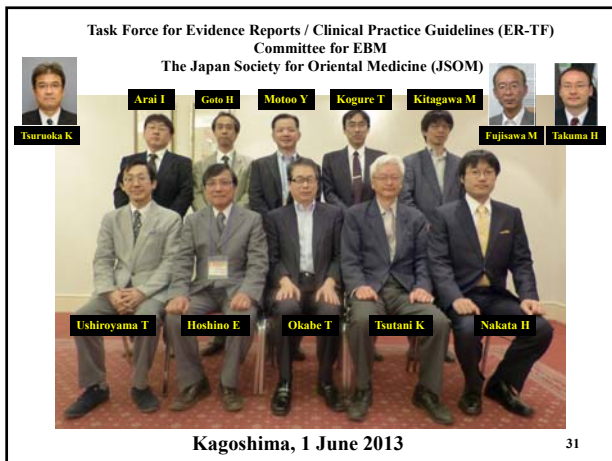 Task Force for Evidence Reports / Clinical Practice Guidelines (ER-TF)
Committee for EBM
The Japan Society for Oriental Medicine (JSOM)
Arai I
Goto H
Motoo Y
Kogure T
Kitagawa M
Tsuruoka K
Fujisawa M
Takuma H
Ushiroyama T
Hoshino E
Okabe T
Tsutani K
Nakata H
Kagoshima, 1 June 2013
31